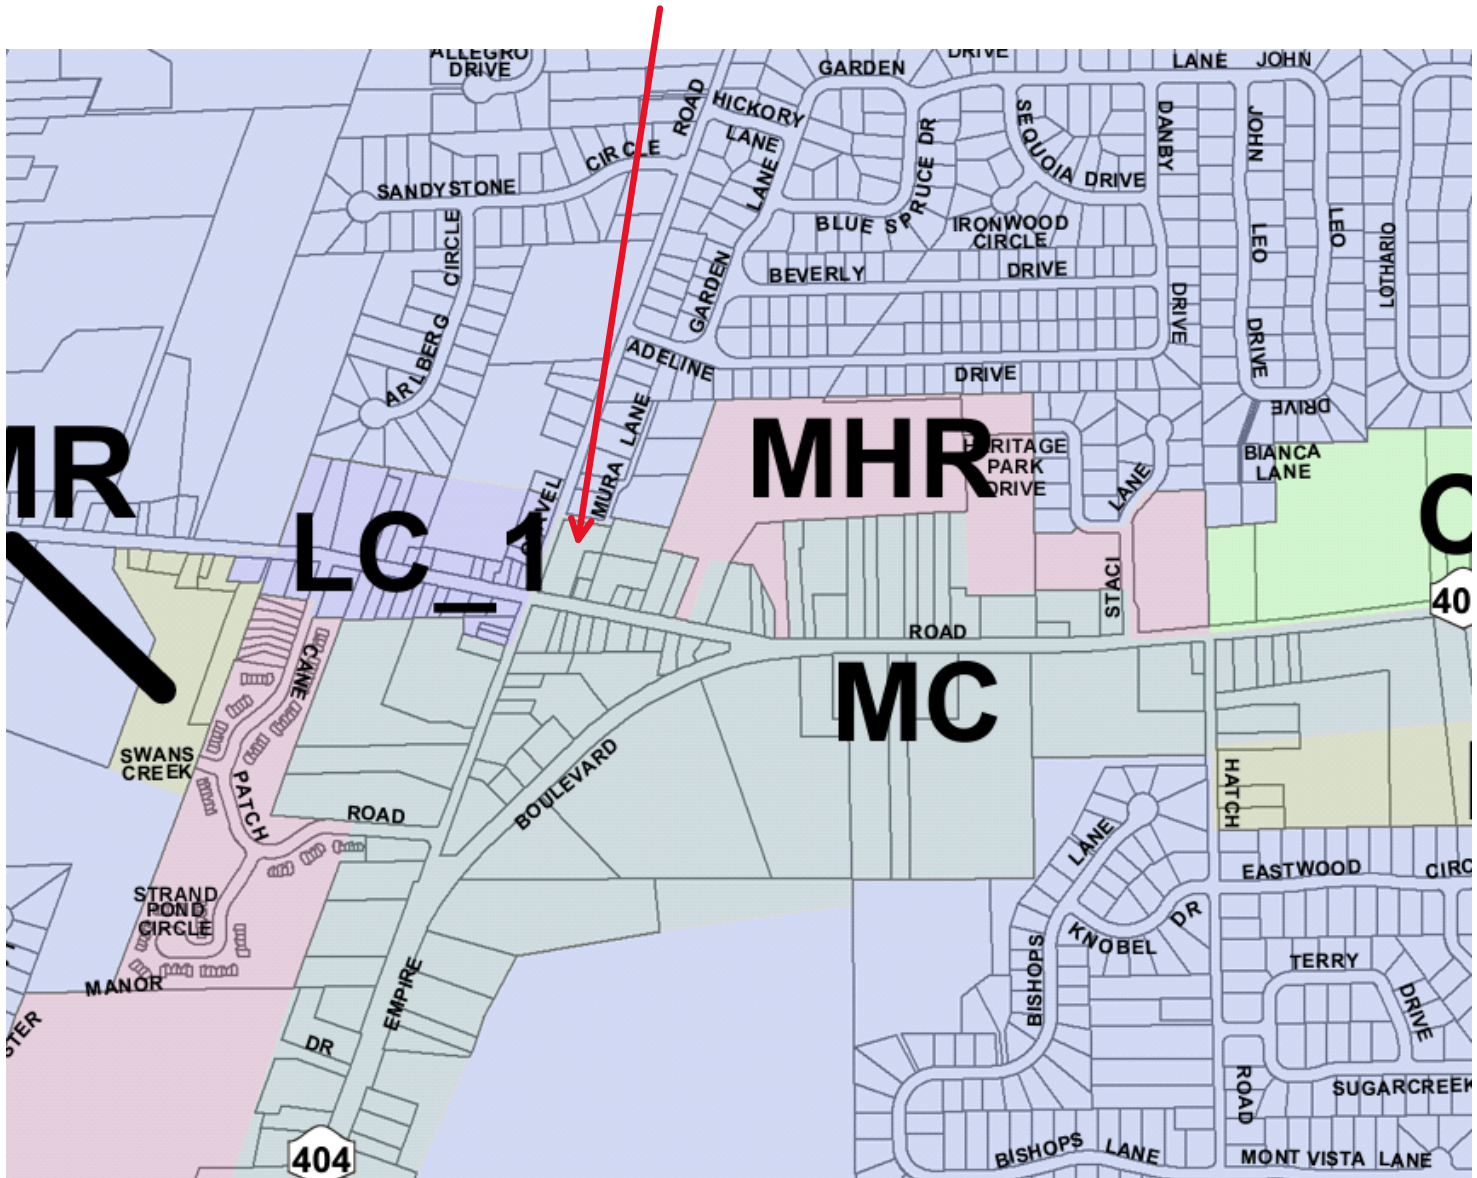 ALLEGRO
DRIVE
DRIVE
GARDEN
LANE JOHN
ROAD
HICKORY
LANE
LANE
SEQUOIA DRIVE
DANBY
JOHN
CIRCLE
SANDYSTONE
CIRCLE
BLUE SPRUCE DR
IRONWOOD
CIRCLE
LEO
LEO
LOTHARIO
BEVERLY DRIVE
GARDEN
DRIVE
DRIVE
ARLBERG
ADELINE
DRIVE
DRIVE
MURA LANE
MR
MHR
HERITAGE
PARK
DRIVE
LANE
BIANCA
LANE
LC_1
STACI
ROAD
404
MC
CANE
SWANS
CREEK
PATCH
ROAD
BOULEVARD
HATCH
LANE
EASTWOOD
STRAND
POND
CIRCLE
KNOBEL DR
BISHOPS
TERRY
DRIVE
MANOR
EMPIRE
DR
ROAD
SUGARCREEK
BISHOPS LANE
MONT VISTA LANE